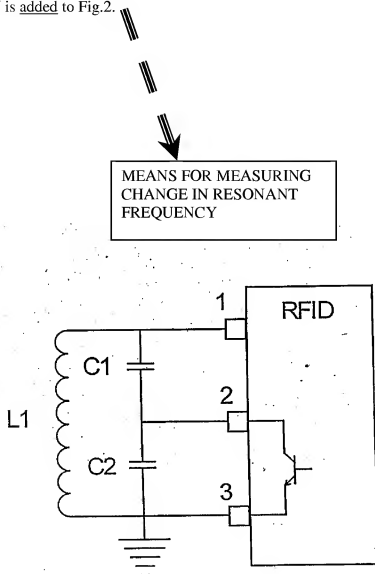 is added to Fig.2.
MEANS FOR MEASURING
CHANGE IN RESONANT
FREQUENCY
1
RFID
C1
2
L1
C2
3